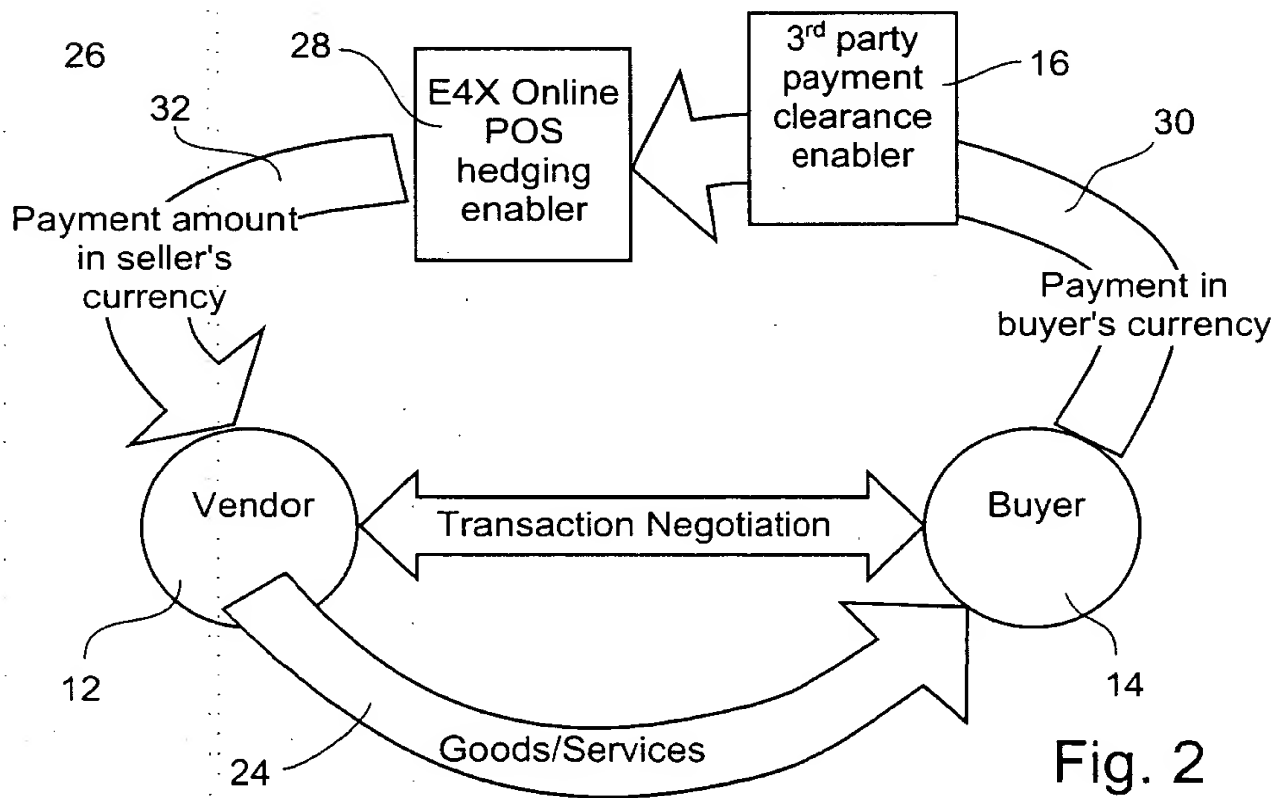 26
28
E4X Online
POS
hedging
enabler
3rd party
payment
clearance
enabler
16
32
30
Payment amount
in seller's
currency
Payment in
buyer's currency
Vendor
Transaction Negotiation
Buyer
12
14
24
Goods/Services
Fig. 2